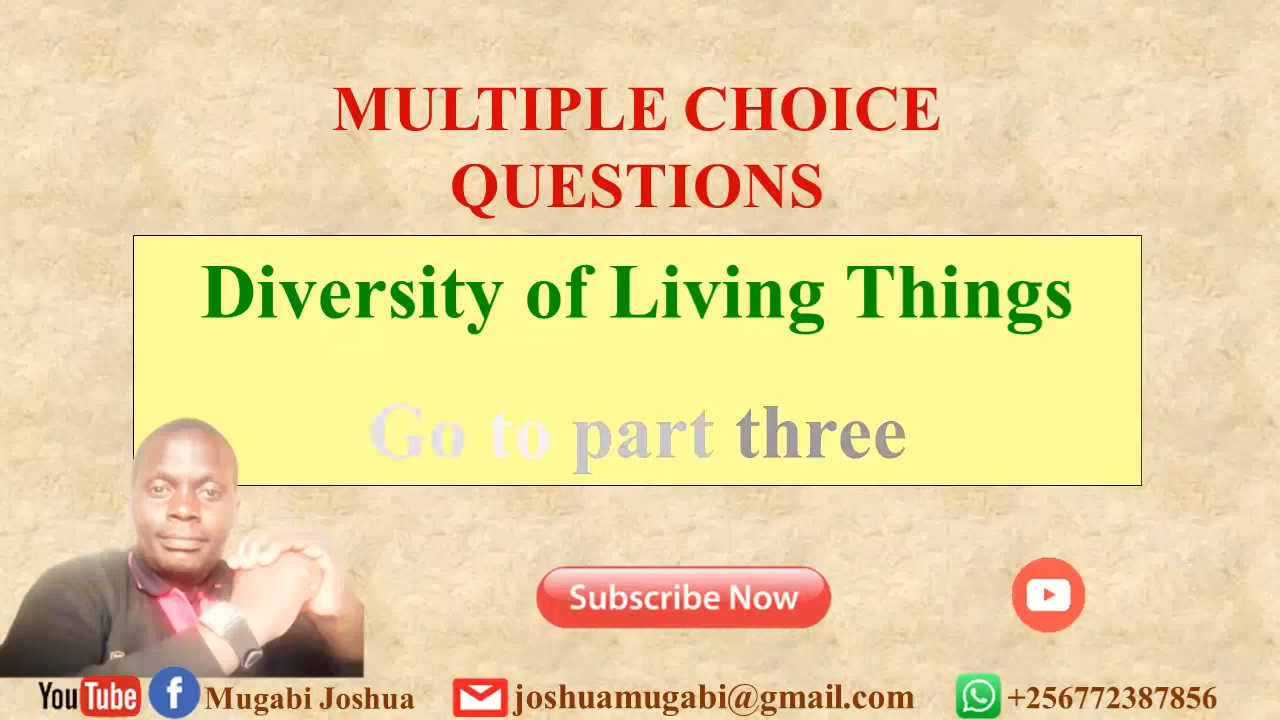 MULTIPLE CHOICE
QUESTIONS
Diversity of Living Things
Go to part three
Subscribe Now
YouTube f Mugabi Joshua joshuamugabi@gmail.com +256772387856